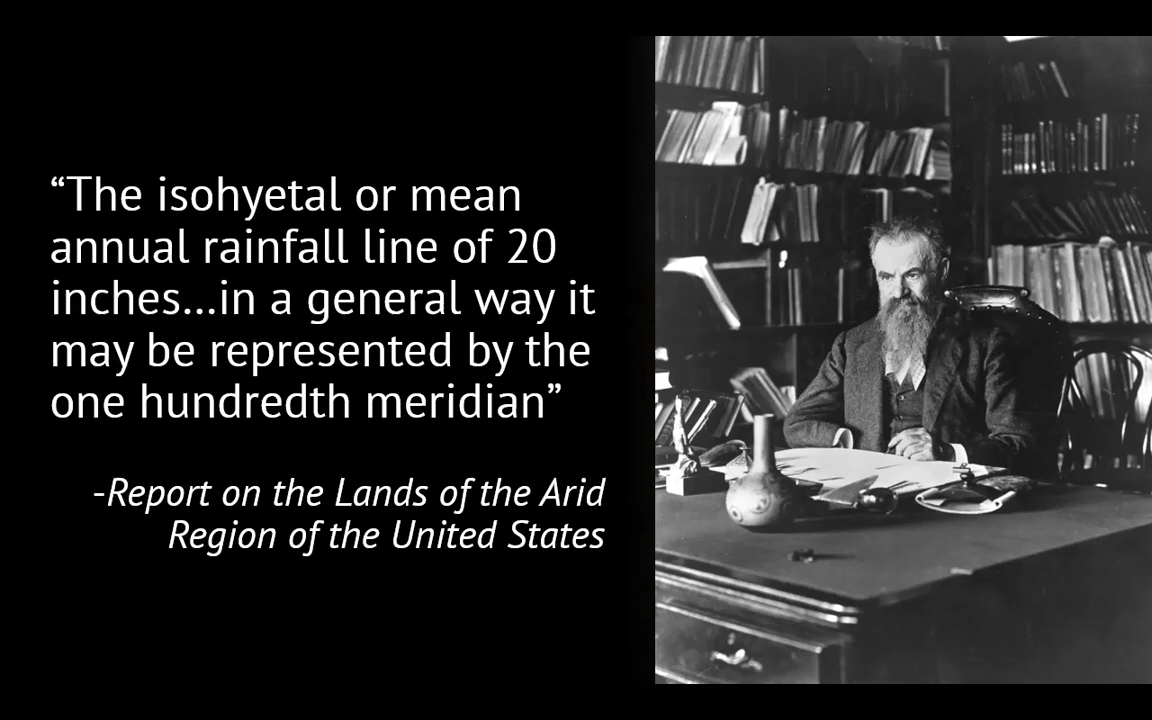 “The isohyetal or mean
annual rainfall line of 20
inches...in a general way it
may be represented by the
one hundredth meridian”
-Report on the Lands of the Arid
Region of the United States